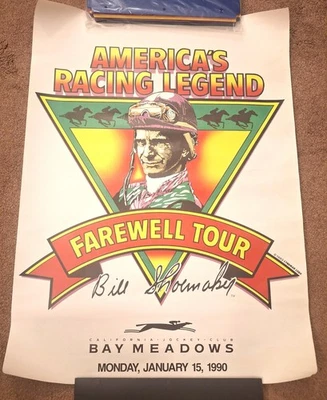 AMERICA'S
RACING LEGEND
FAREWELL TOUR
Bill Shoemaker
CALIFORNIA JOCKEY CLUB
BAY MEADOWS
MONDAY, JANUARY 15, 1990